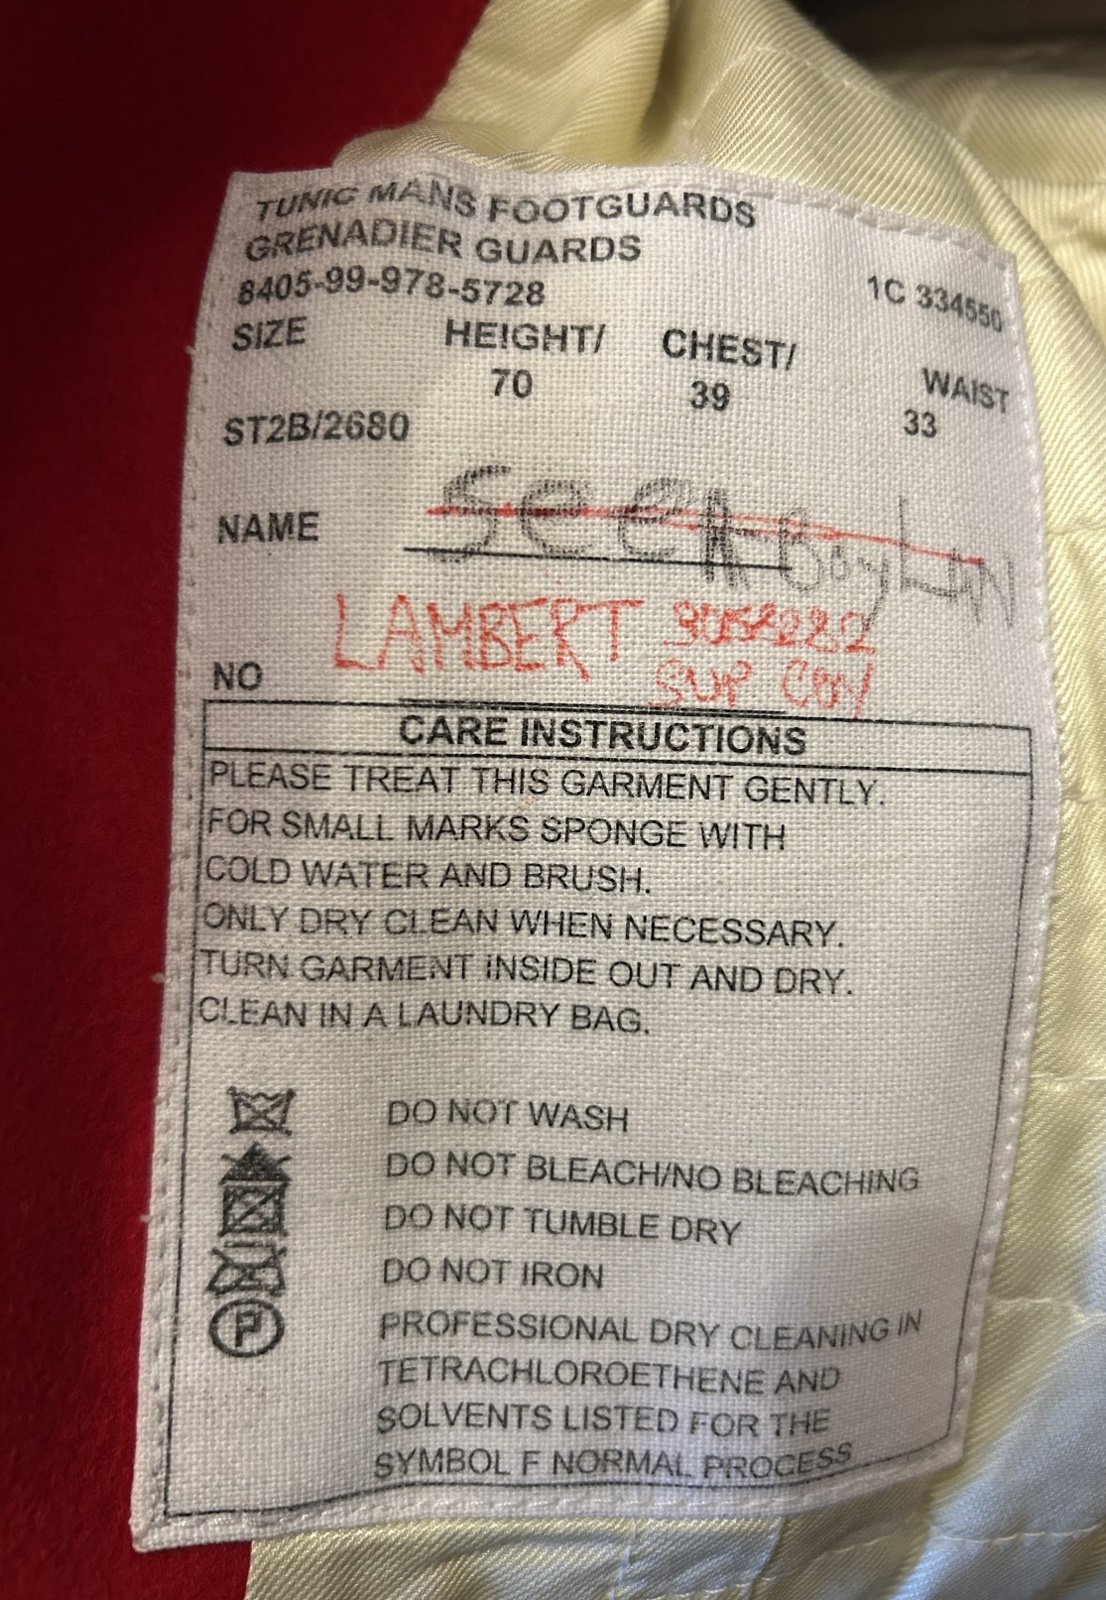 TUNIC MANS FOOTGUARDS
GRENADIER GUARDS
8405-99-978-5728 1C 334550
SIZE HEIGHT/ CHEST/ WAIST
70 39 33
ST2B/2680
NAME
LAMBERT
NO SUP COY
CARE INSTRUCTIONS
PLEASE TREAT THIS GARMENT GENTLY.
FOR SMALL MARKS SPONGE WITH
COLD WATER AND BRUSH.
ONLY DRY CLEAN WHEN NECESSARY.
TURN GARMENT INSIDE OUT AND DRY.
CLEAN IN A LAUNDRY BAG.
DO NOT WASH
DO NOT BLEACH/NO BLEACHING
DO NOT TUMBLE DRY
DO NOT IRON
P PROFESSIONAL DRY CLEANING IN
TETRACHLOROETHENE AND
SOLVENTS LISTED FOR THE
SYMBOL F NORMAL PROCESS